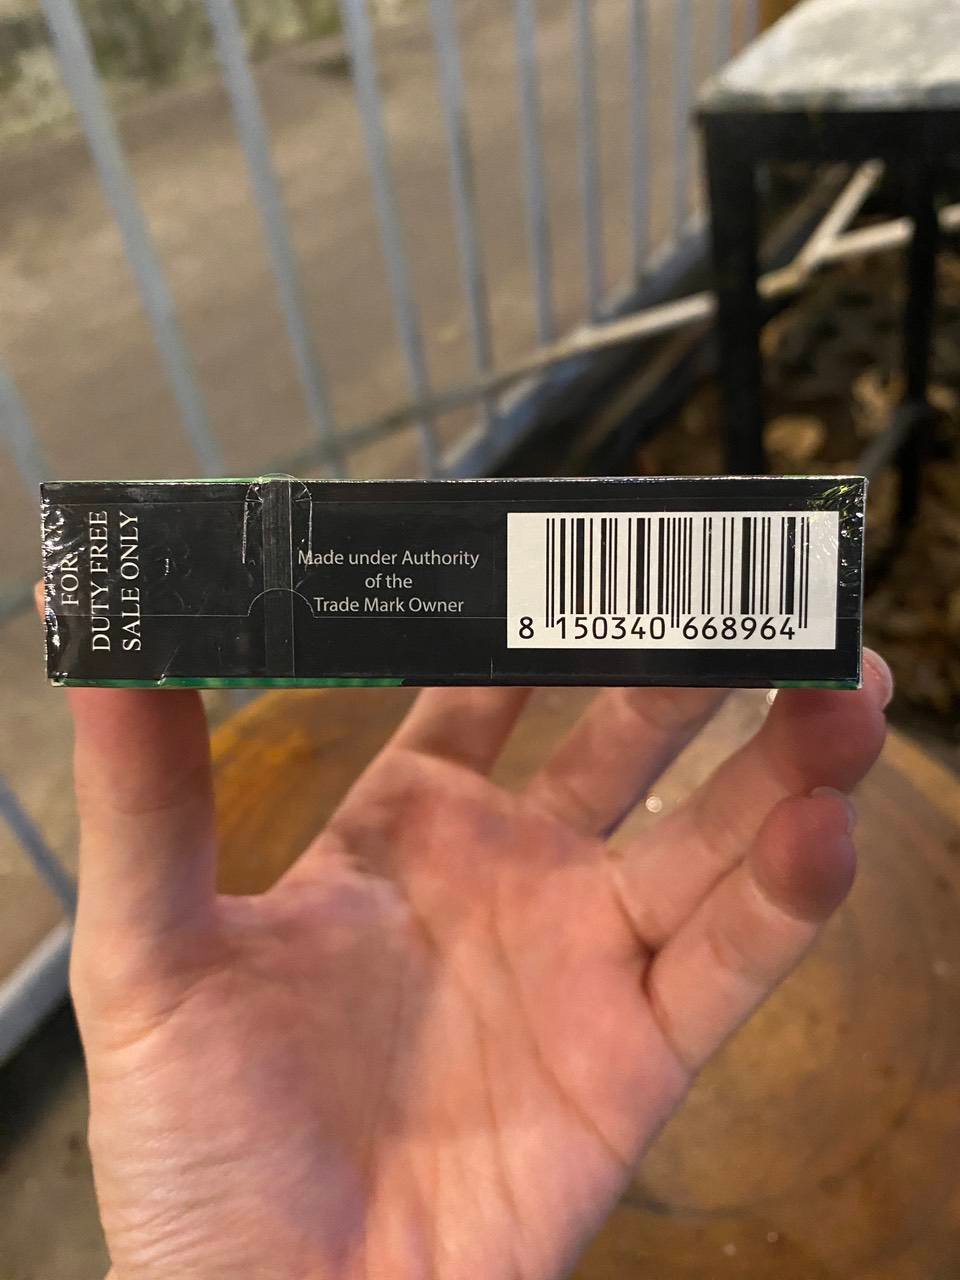 FOR
DUTY FREE
SALE ONLY
Made under Authority
of the
Trade Mark Owner
8 150340 668964